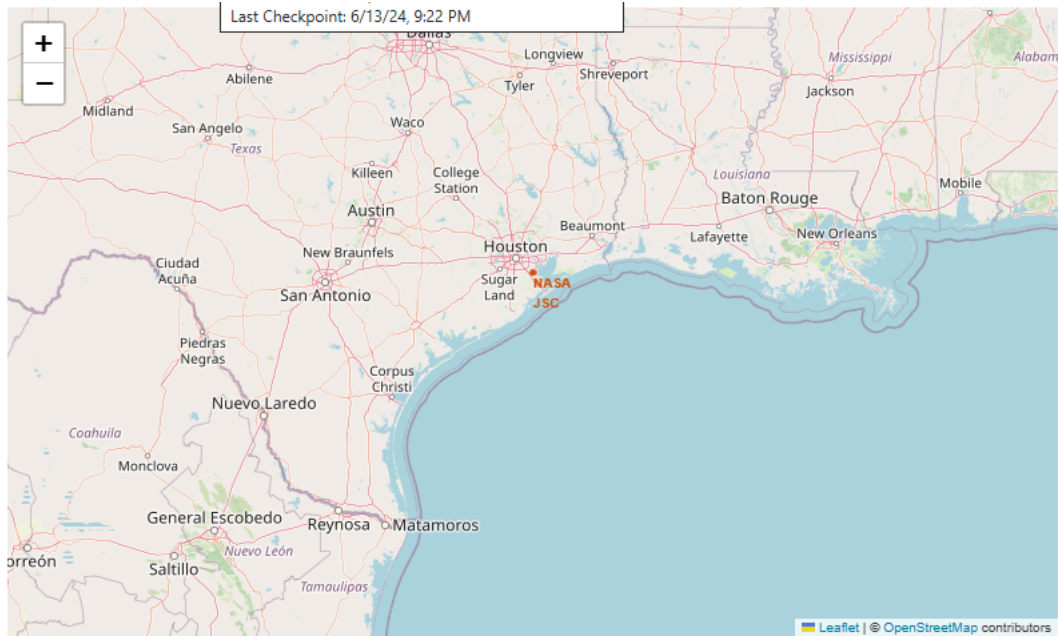 Last Checkpoint: 6/13/24, 9:22 PM
+
−
Dallas
Longview
Mississippi
Alabam
Abilene
Tyler
Shreveport
Jackson
Midland
San Angelo
Waco
Texas
Killeen
College
Station
Louisiana
Mobile
Austin
Baton Rouge
Beaumont
New Orleans
Lafayette
Houston
New Braunfels
Ciudad
Acuña
Sugar
Land
NASA
JSC
San Antonio
Piedras
Negras
Corpus
Christi
Nuevo Laredo
Coahuila
Monclova
General Escobedo
Reynosa
Matamoros
Nuevo León
orreón
Saltillo
Tamaulipas
Leaflet | © OpenStreetMap contributors